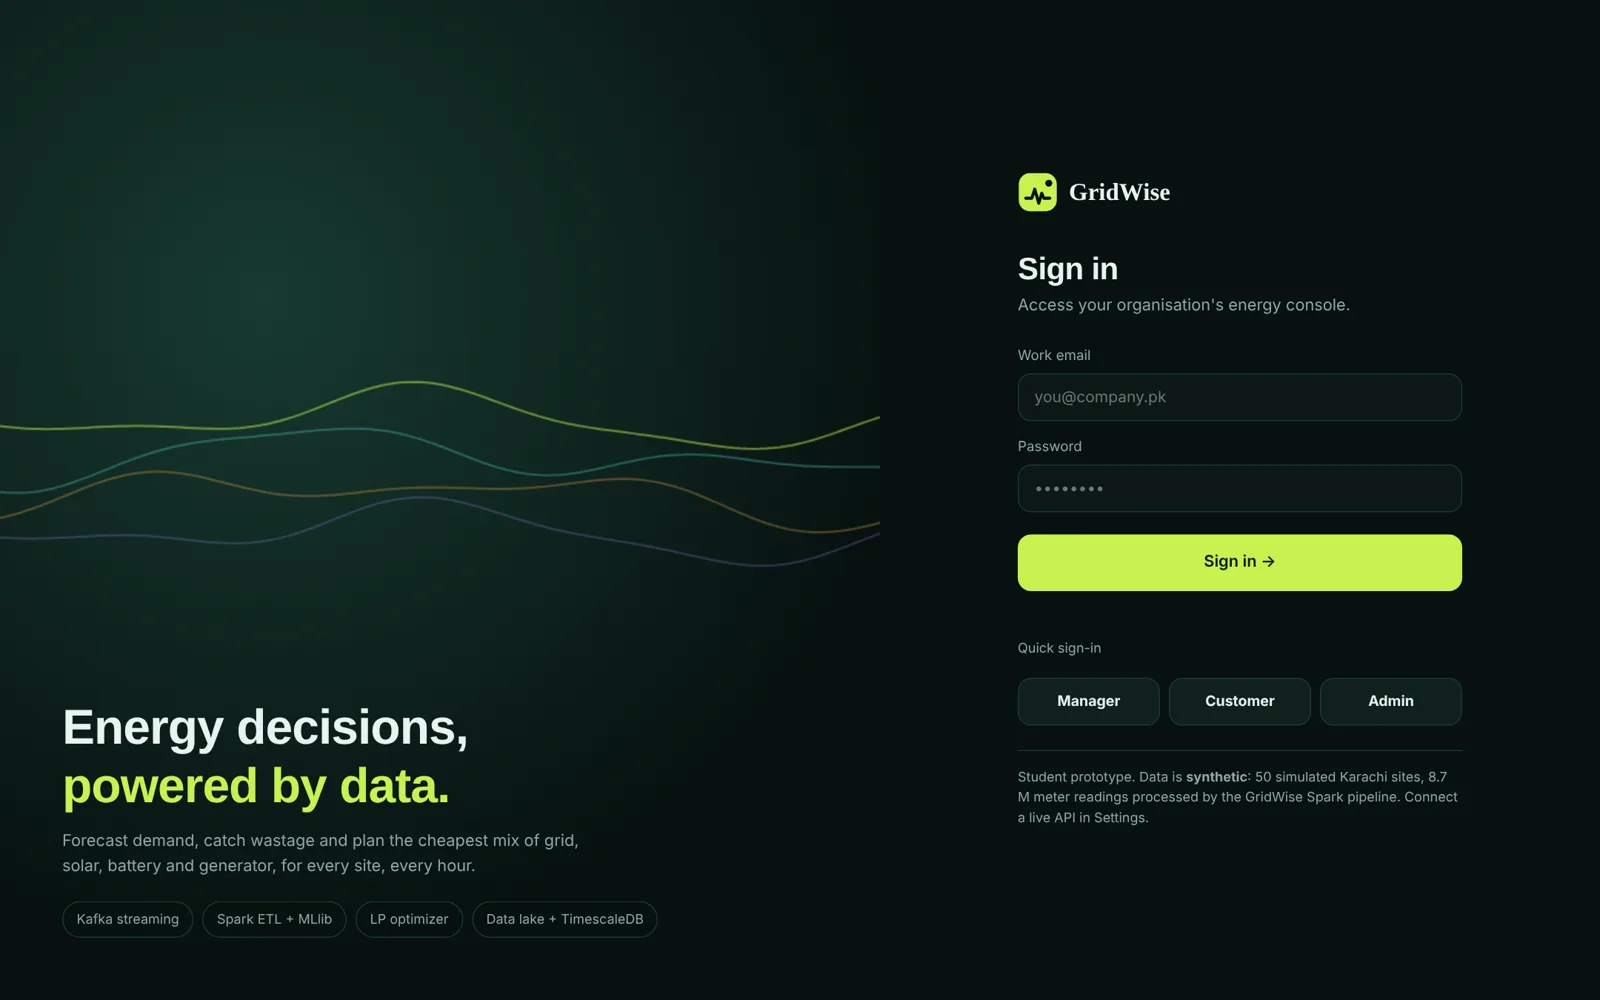 GridWise
Sign in
Access your organisation's energy console.
Work email
you@company.pk
Password
••••••••
Sign in →
Quick sign-in
Manager
Customer
Admin
Student prototype. Data is synthetic: 50 simulated Karachi sites, 8.7
M meter readings processed by the GridWise Spark pipeline. Connect
a live API in Settings.
Energy decisions,
powered by data.
Forecast demand, catch wastage and plan the cheapest mix of grid,
solar, battery and generator, for every site, every hour.
Kafka streaming
Spark ETL + MLlib
LP optimizer
Data lake + TimescaleDB